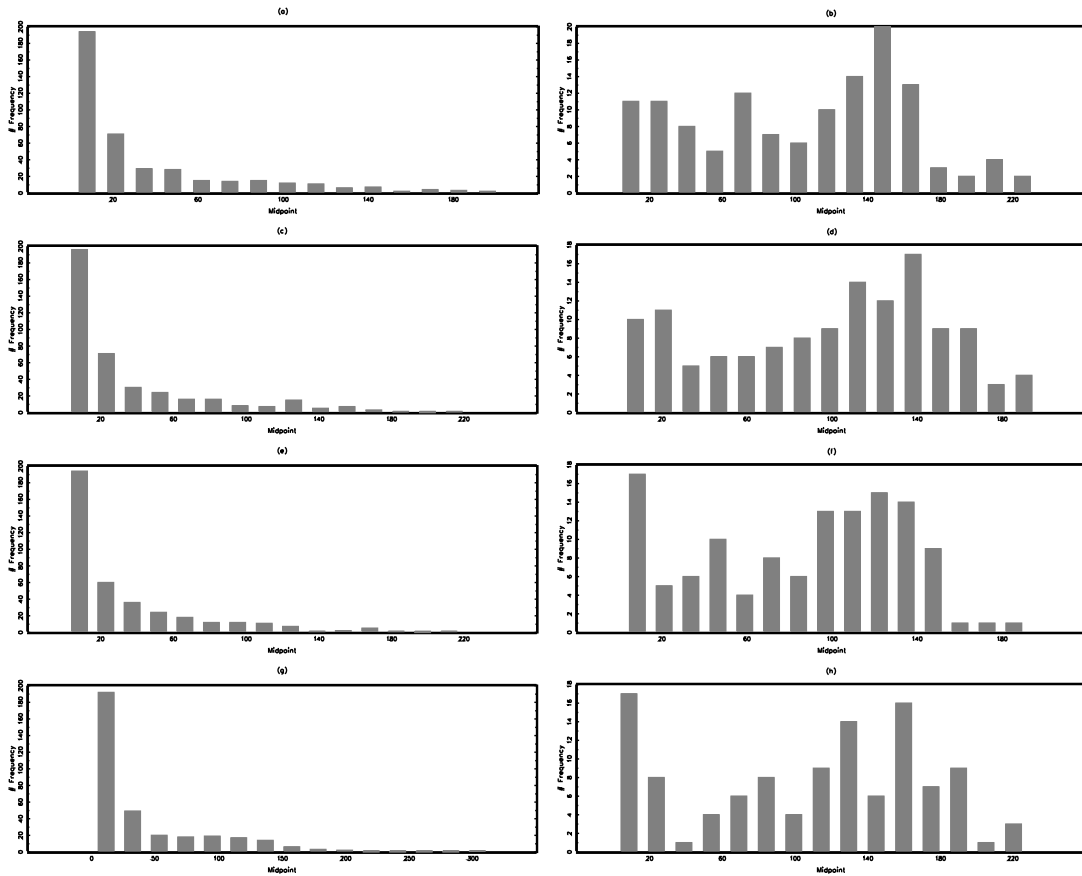 (a)
# Frequency
0 20 40 60 80 100 120 140 160 180 200
20 60 100 140 180
Midpoint
(b)
# Frequency
0 2 4 6 8 10 12 14 16 18 20
20 60 100 140 180 220
Midpoint
(c)
# Frequency
0 20 40 60 80 100 120 140 160 180 200
20 60 100 140 180 220
Midpoint
(d)
# Frequency
0 2 4 6 8 10 12 14 16 18
20 60 100 140 180
Midpoint
(e)
# Frequency
0 20 40 60 80 100 120 140 160 180 200
20 60 100 140 180 220
Midpoint
(f)
# Frequency
0 2 4 6 8 10 12 14 16 18
20 60 100 140 180
Midpoint
(g)
# Frequency
0 20 40 60 80 100 120 140 160 180 200
0 50 100 150 200 250 300
Midpoint
(h)
# Frequency
0 2 4 6 8 10 12 14 16 18
20 60 100 140 180 220
Midpoint